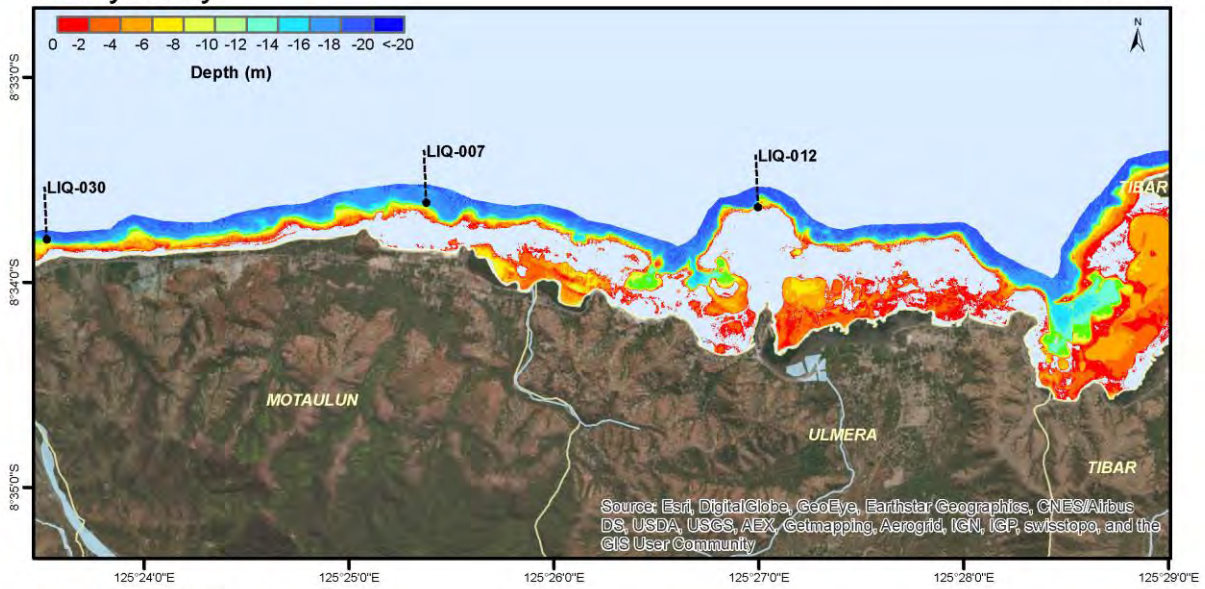 0 -2 -4 -6 -8 -10 -12 -14 -16 -18 -20 <-20
Depth (m)
N
8°33'0"S
LIQ-007
LIQ-012
LIQ-030
TIBAR
8°34'0"S
MOTAULUN
ULMERA
TIBAR
8°35'0"S
Source: Esri, DigitalGlobe, GeoEye, Earthstar Geographics, CNES/Airbus
DS, USDA, USGS, AEX, Getmapping, Aerogrid, IGN, IGP, swisstopo, and the
GIS User Community
125°24'0"E 125°25'0"E 125°26'0"E 125°27'0"E 125°28'0"E 125°29'0"E